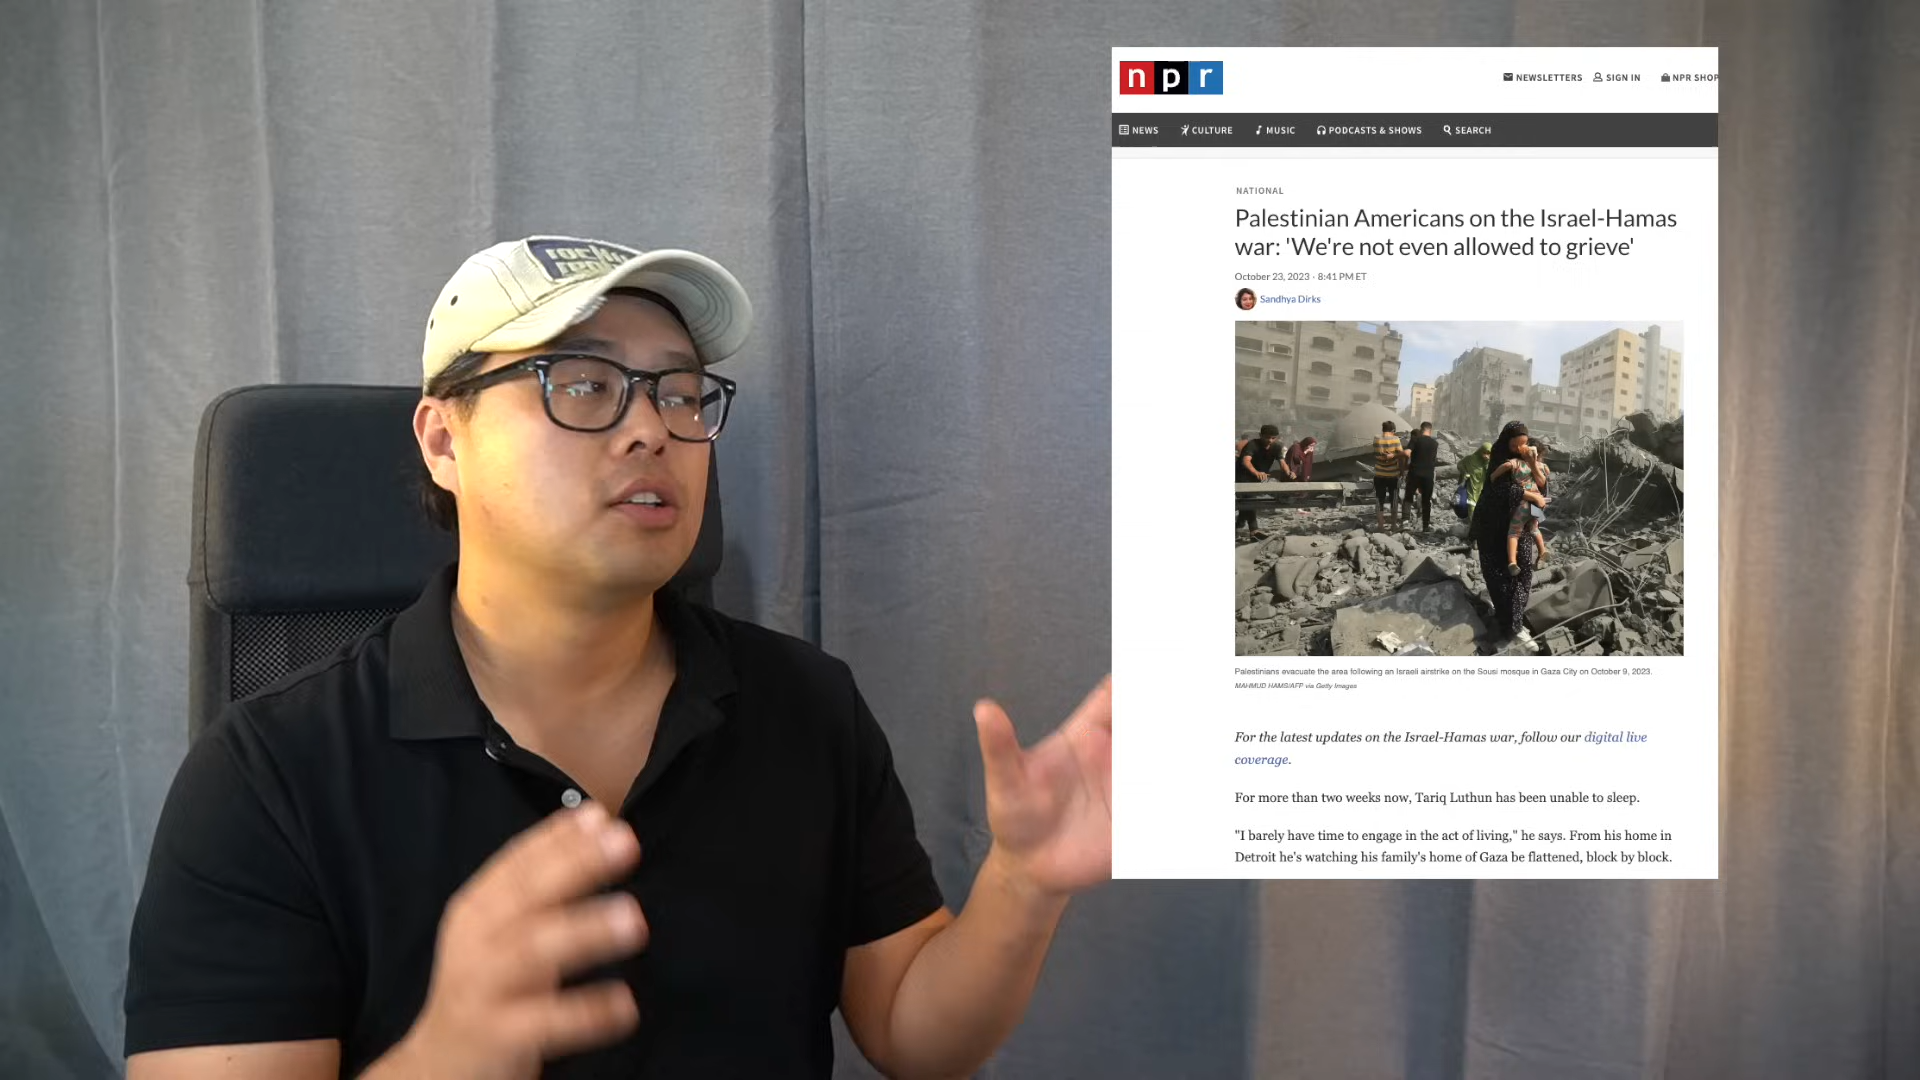 npr
NEWSLETTERS SIGN IN NPR SHOP
NEWS CULTURE MUSIC PODCASTS & SHOWS SEARCH
NATIONAL
Palestinian Americans on the Israel-Hamas
war: 'We're not even allowed to grieve'
October 23, 2023 · 8:41 PM ET
Sandhya Dirks
Palestinians evacuate the area following an Israeli airstrike on the Sousi mosque in Gaza City on October 9, 2023.
MAHMUD HAMS/AFP via Getty Images
For the latest updates on the Israel-Hamas war, follow our digital live
coverage.
For more than two weeks now, Tariq Luthun has been unable to sleep.
"I barely have time to engage in the act of living," he says. From his home in
Detroit he's watching his family's home of Gaza be flattened, block by block.